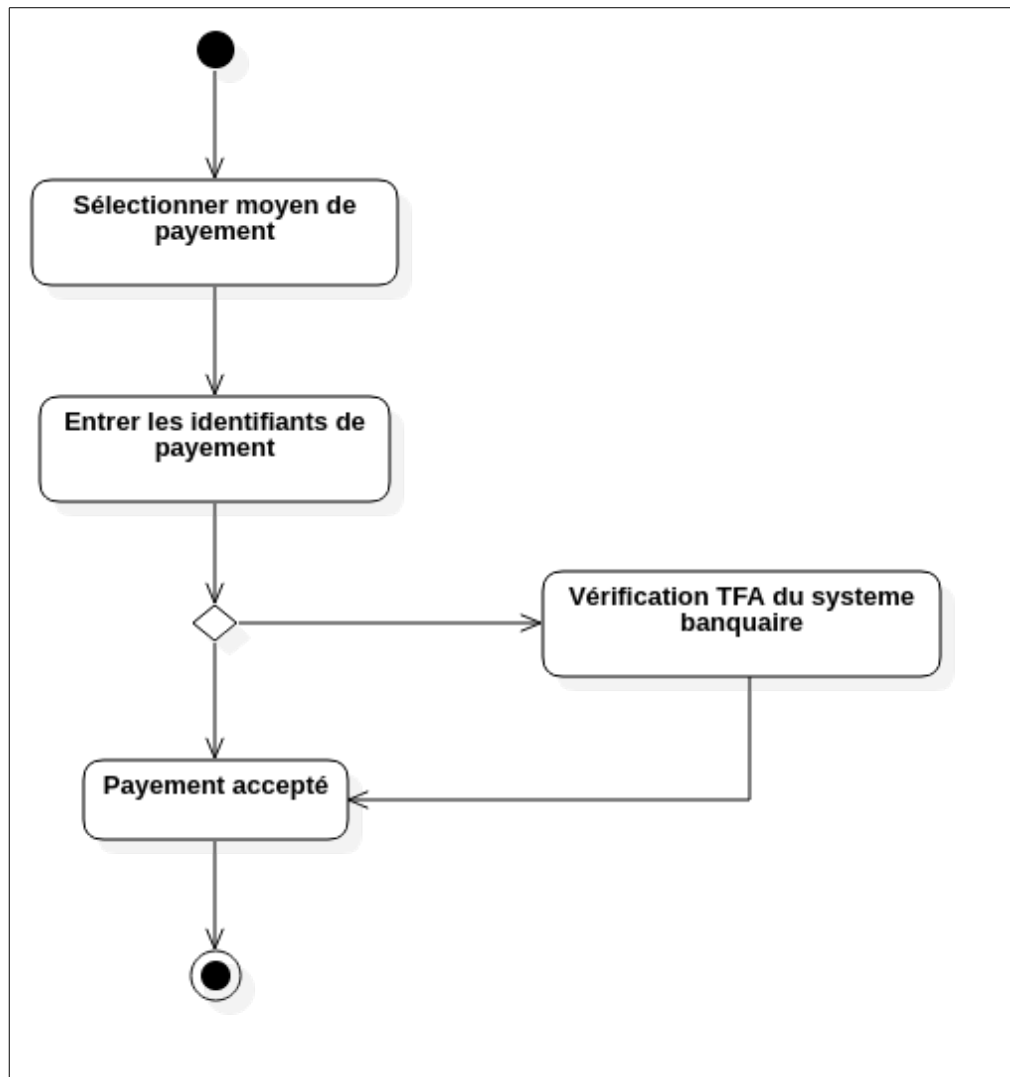 Sélectionner moyen de
payement
Entrer les identifiants de
payement
Vérification TFA du systeme
banquaire
Payement accepté